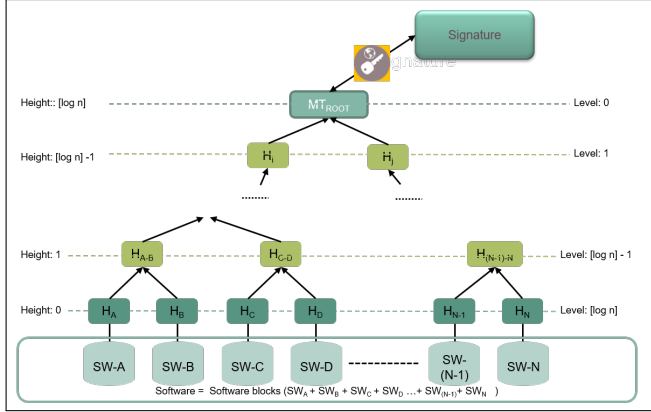 Signature
gnature
Height:: [log n]
MT_ROOT
Level: 0
Height: [log n] -1
H_i
H_j
Level: 1
Height: 1
H_A-B
H_C-D
H_(N-1)-N
Level: [log n] - 1
Height: 0
H_A
H_B
H_C
H_D
H_N-1
H_N
Level: [log n]
SW-A
SW-B
SW-C
SW-D
SW-
(N-1)
SW-N
Software = Software blocks (SW_A + SW_B + SW_C + SW_D ...+ SW_(N-1)+ SW_N )